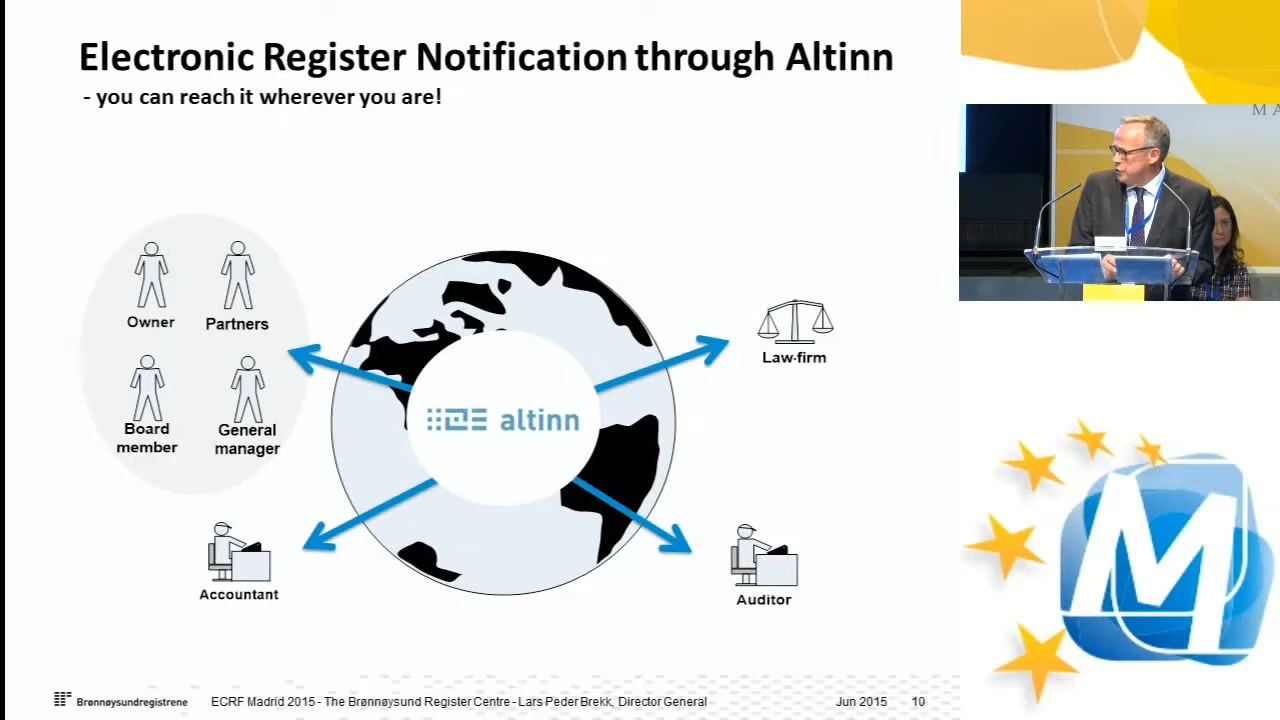 Electronic Register Notification through Altinn
- you can reach it wherever you are!
MA
Owner
Partners
Board
member
General
manager
altinn
Law-firm
Accountant
Auditor
Brønnøysundregistrene
ECRF Madrid 2015 - The Brønnøysund Register Centre - Lars Peder Brekk, Director General
Jun 2015
10
M